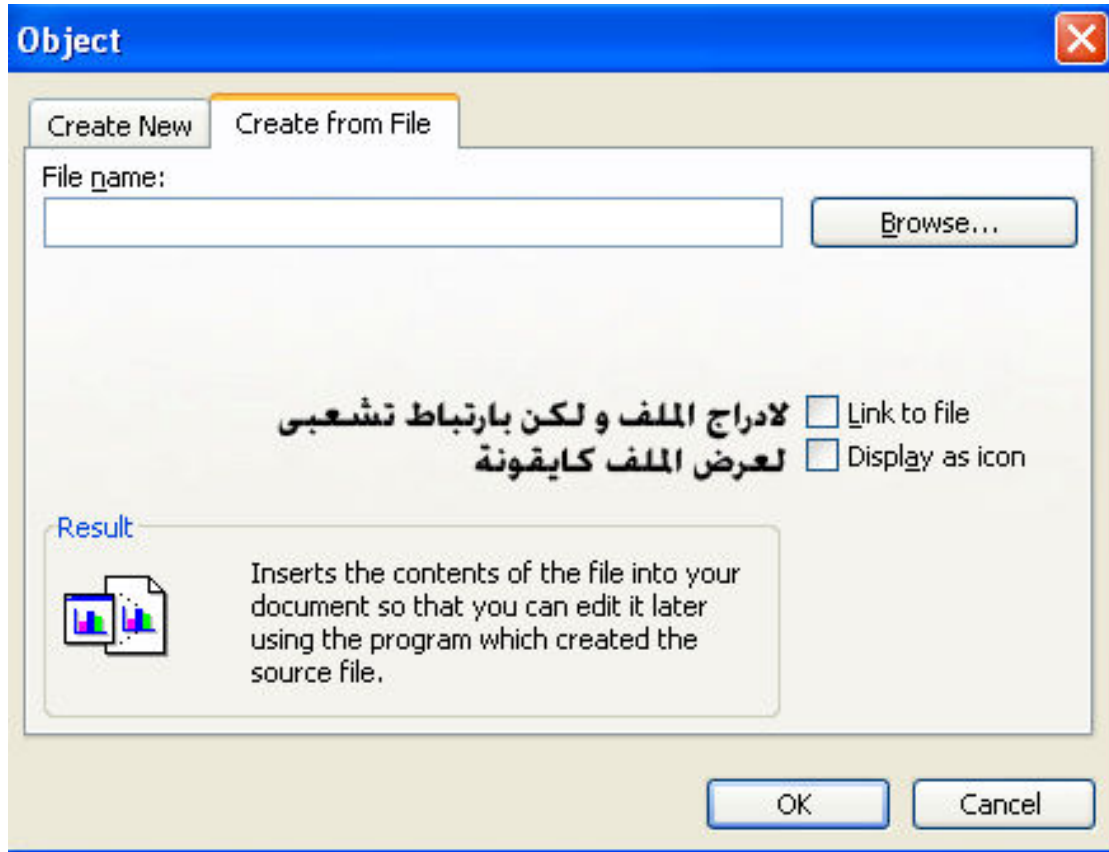 Object
Create New
Create from File
File name:
Browse...
لادراج الملف و لكن بارتباط تشعبى
Link to file
لعرض الملف كايقونة
Display as icon
Result
Inserts the contents of the file into your
document so that you can edit it later
using the program which created the
source file.
OK
Cancel